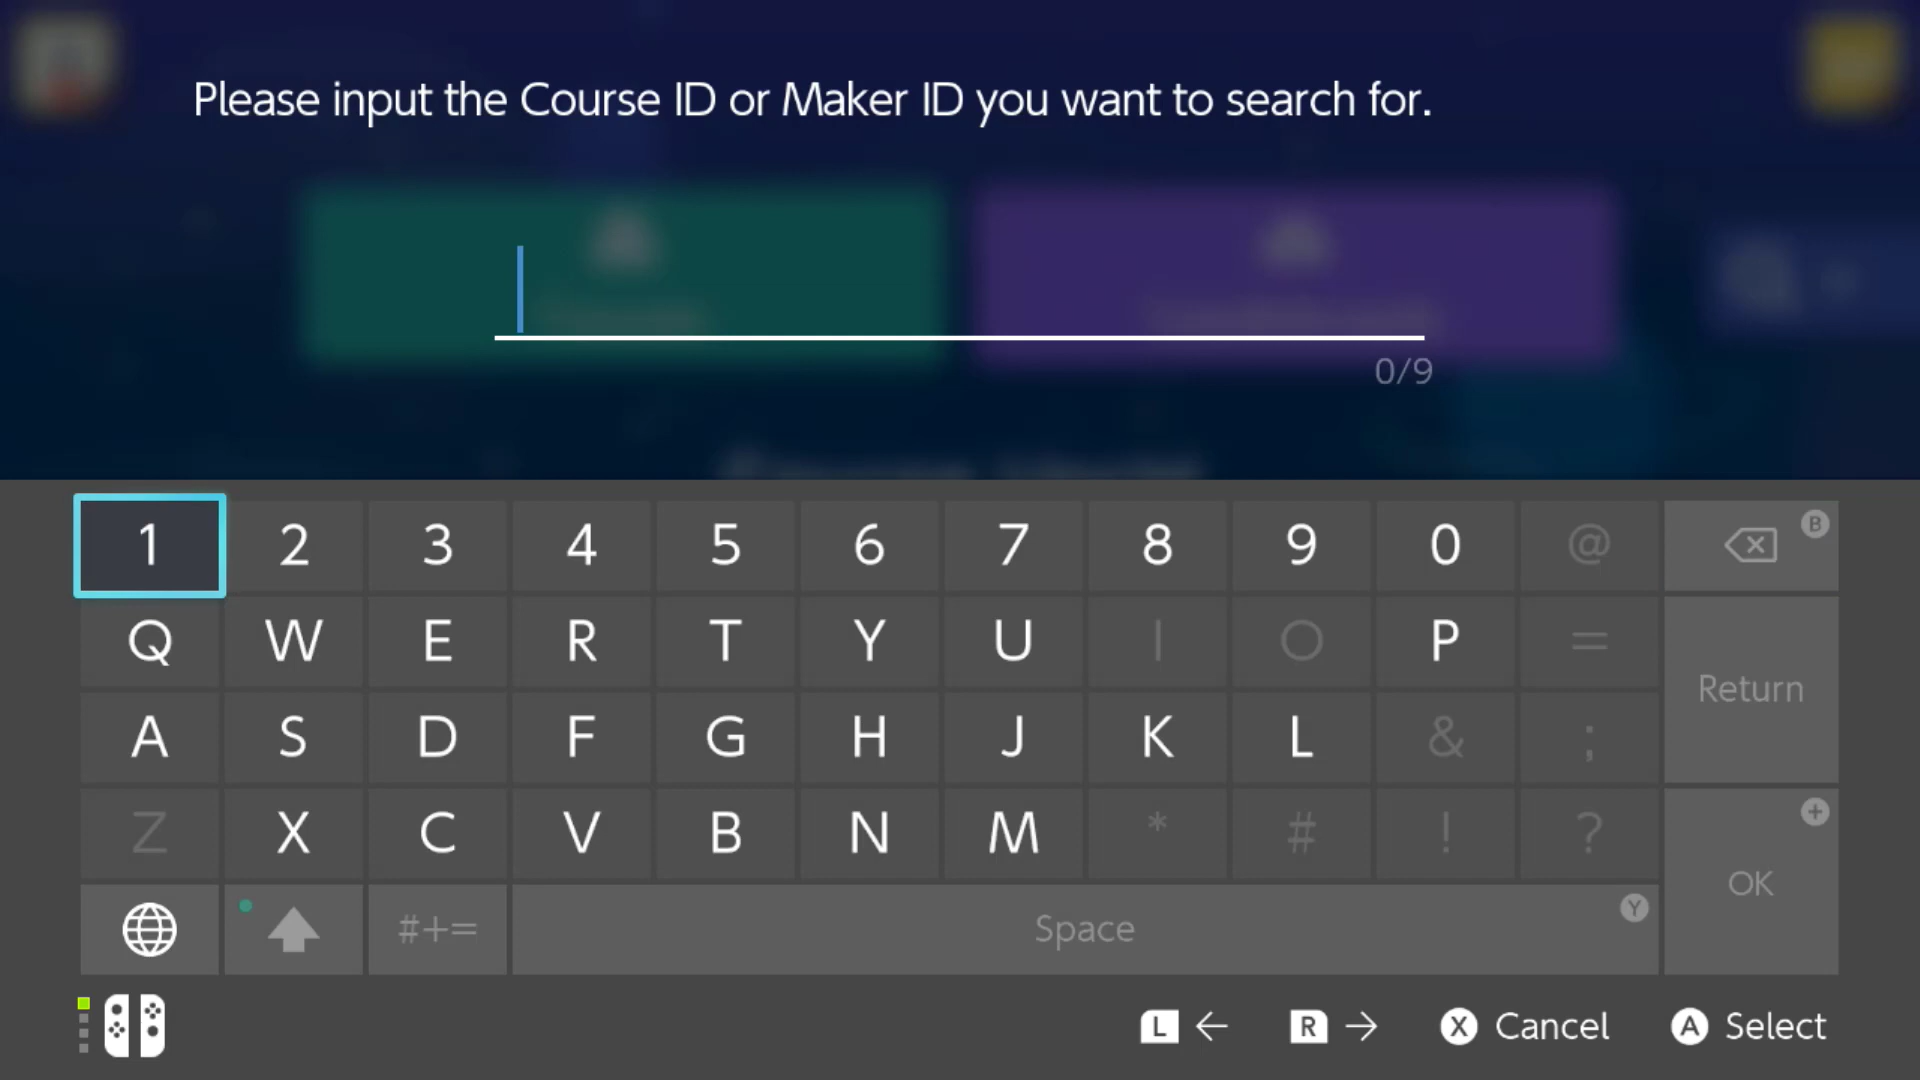 Please input the Course ID or Maker ID you want to search for.
0/9
1 2 3 4 5 6 7 8 9 0 @ B
Q W E R T Y U I O P = Return
A S D F G H J K L & ;
Z X C V B N M * # ! ? + OK
#+= Space Y
L ← R → X Cancel A Select